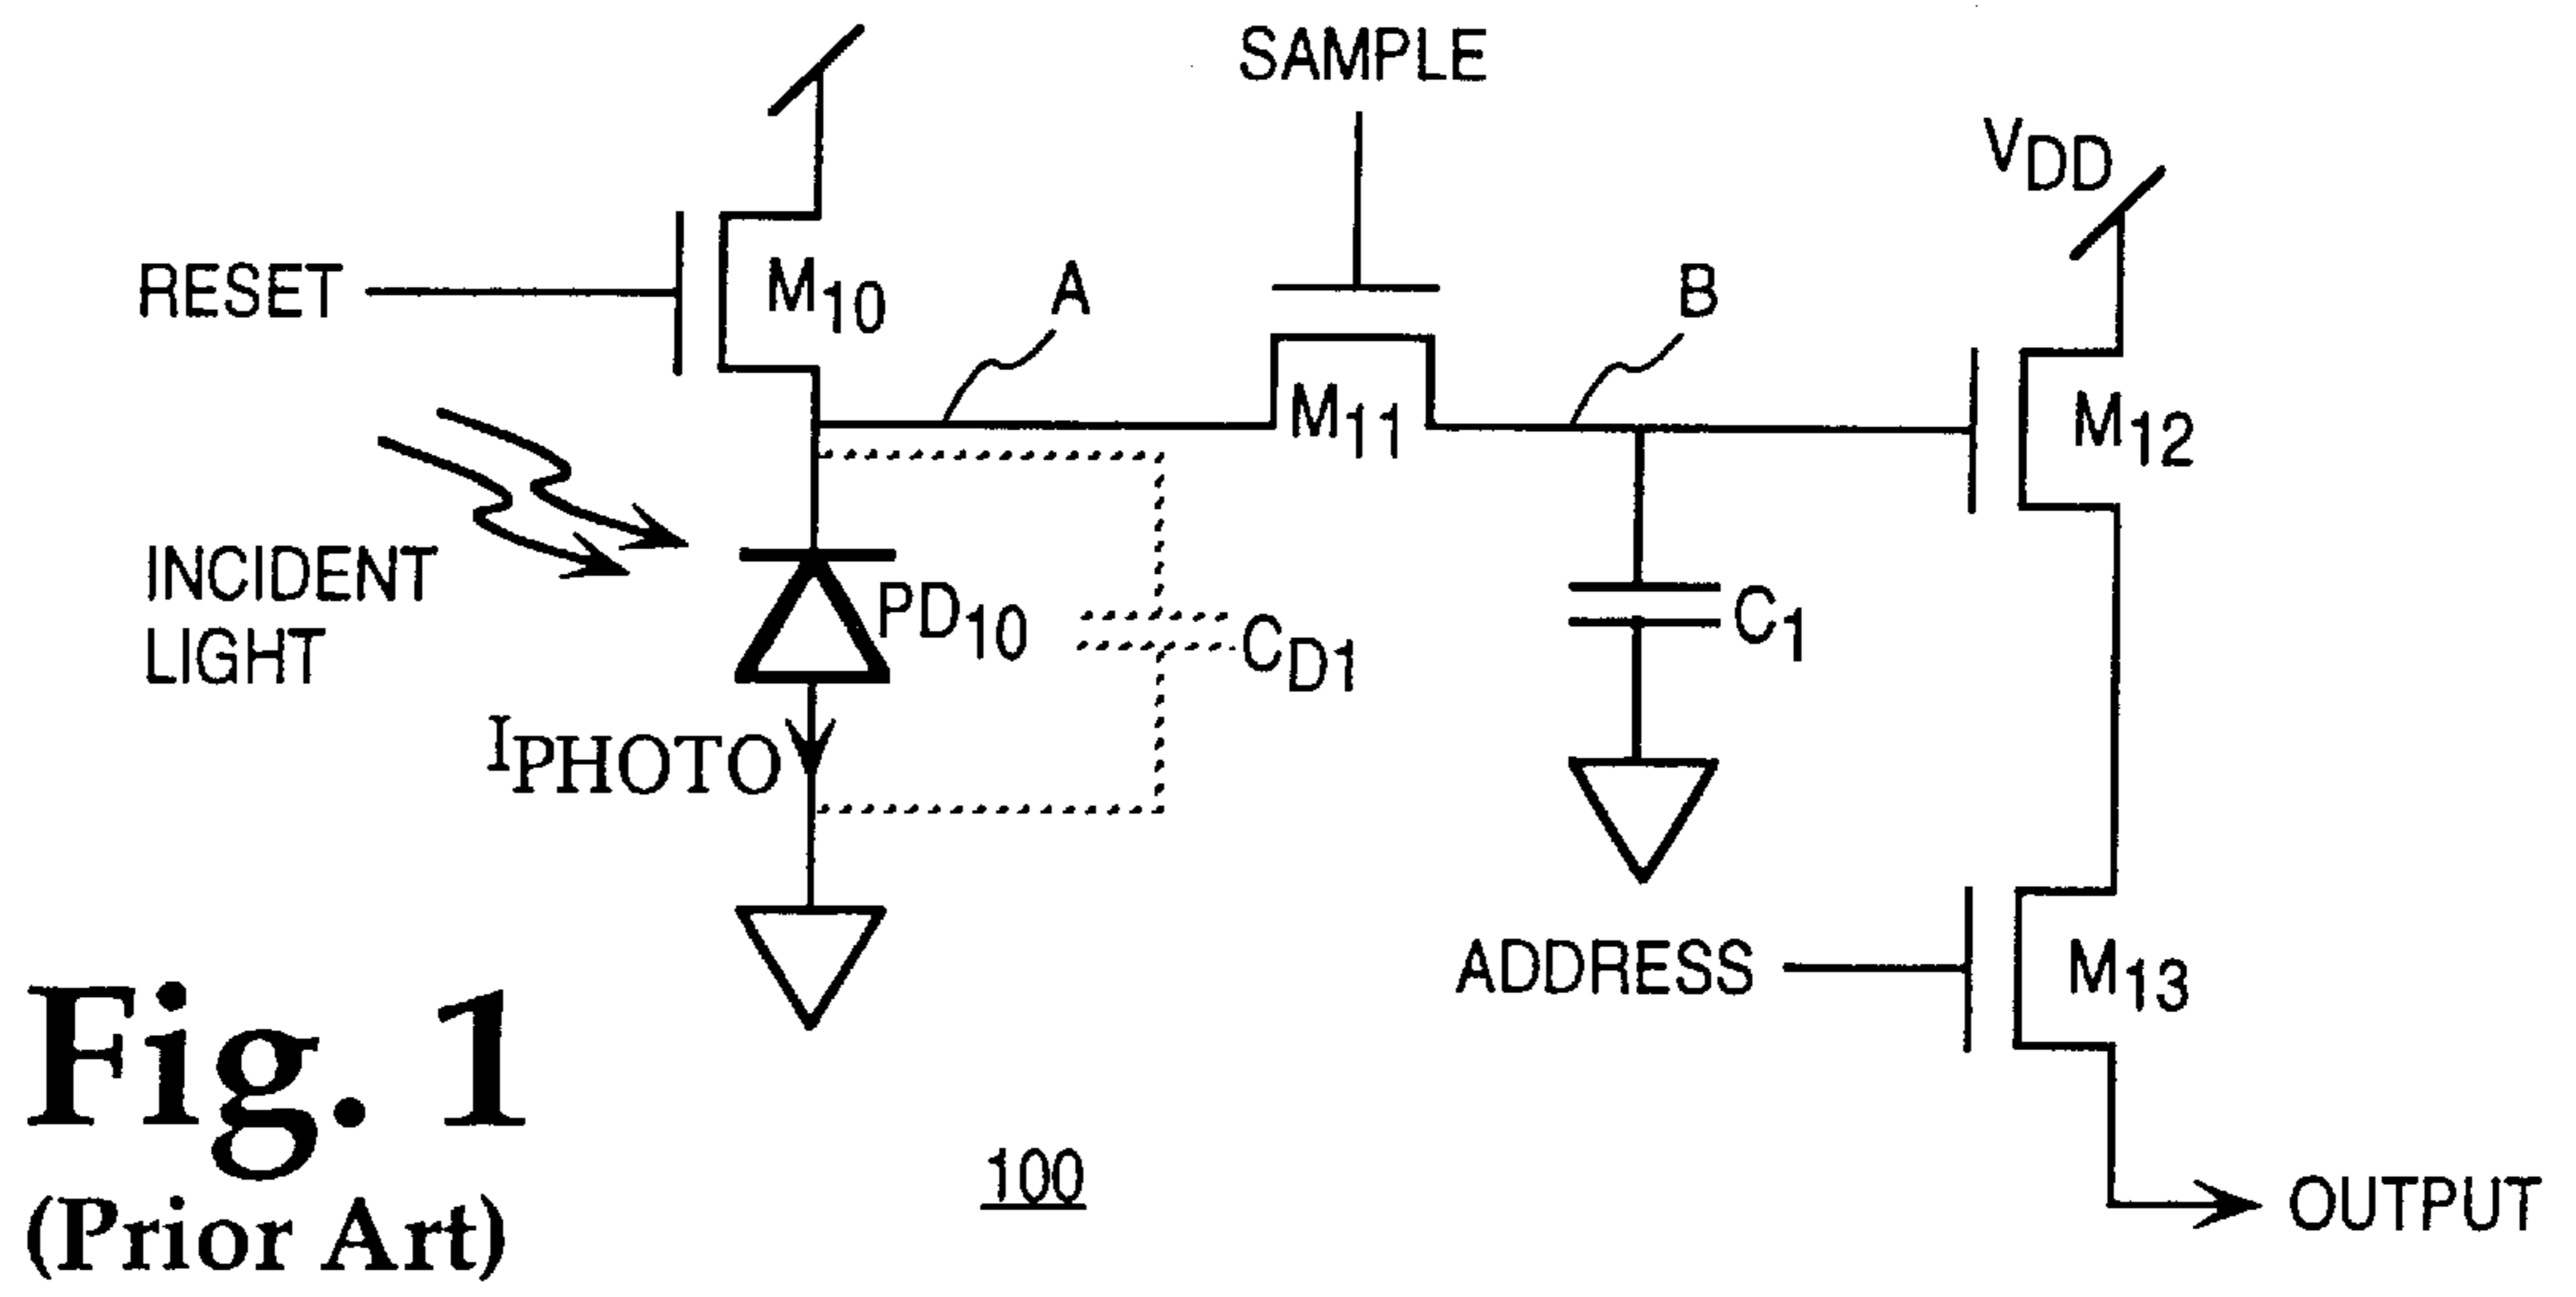 SAMPLE
VDD
RESET
M10
A
B
M11
M12
INCIDENT
LIGHT
PD10
CD1
C1
IPHOTO
ADDRESS
M13
Fig. 1
(Prior Art)
100
OUTPUT